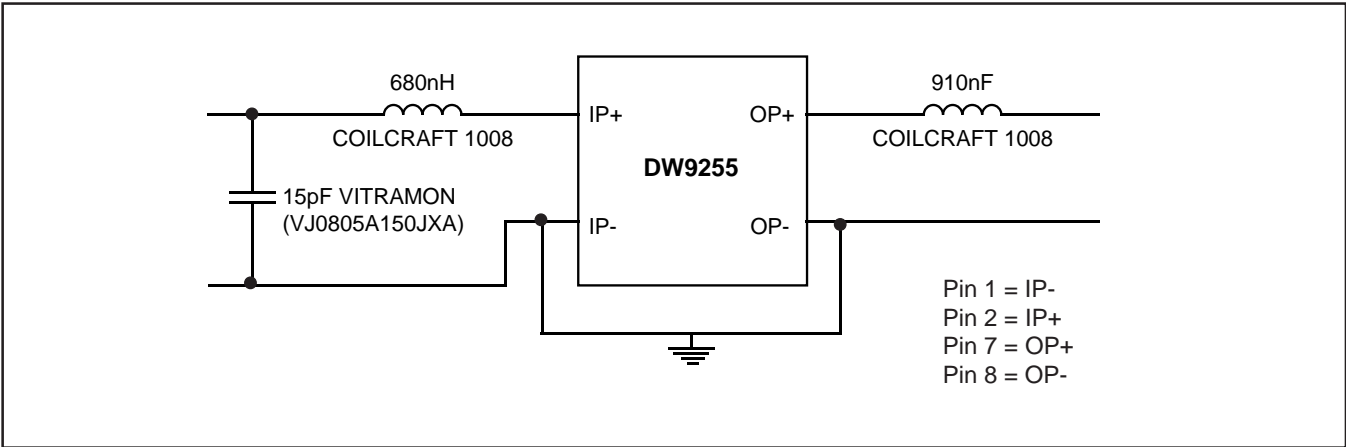 680nH
COILCRAFT 1008
15pF VITRAMON
(VJ0805A150JXA)
IP+
OP+
DW9255
IP-
OP-
910nF
COILCRAFT 1008
Pin 1 = IP-
Pin 2 = IP+
Pin 7 = OP+
Pin 8 = OP-